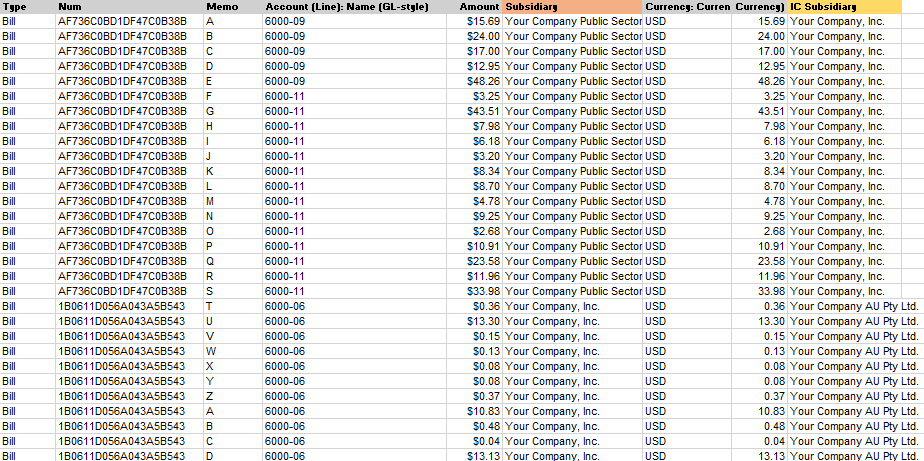 Type Num Memo Account (Line): Name (GL-style) Amount Subsidiary Currency: Curren Currency) IC Subsidiary
Bill AF736C0BD1DF47C0B38B A 6000-09 $15.69 Your Company Public Sector USD 15.69 Your Company, Inc.
Bill AF736C0BD1DF47C0B38B B 6000-09 $24.00 Your Company Public Sector USD 24.00 Your Company, Inc.
Bill AF736C0BD1DF47C0B38B C 6000-09 $17.00 Your Company Public Sector USD 17.00 Your Company, Inc.
Bill AF736C0BD1DF47C0B38B D 6000-09 $12.95 Your Company Public Sector USD 12.95 Your Company, Inc.
Bill AF736C0BD1DF47C0B38B E 6000-09 $48.26 Your Company Public Sector USD 48.26 Your Company, Inc.
Bill AF736C0BD1DF47C0B38B F 6000-11 $3.25 Your Company Public Sector USD 3.25 Your Company, Inc.
Bill AF736C0BD1DF47C0B38B G 6000-11 $43.51 Your Company Public Sector USD 43.51 Your Company, Inc.
Bill AF736C0BD1DF47C0B38B H 6000-11 $7.98 Your Company Public Sector USD 7.98 Your Company, Inc.
Bill AF736C0BD1DF47C0B38B I 6000-11 $6.18 Your Company Public Sector USD 6.18 Your Company, Inc.
Bill AF736C0BD1DF47C0B38B J 6000-11 $3.20 Your Company Public Sector USD 3.20 Your Company, Inc.
Bill AF736C0BD1DF47C0B38B K 6000-11 $8.34 Your Company Public Sector USD 8.34 Your Company, Inc.
Bill AF736C0BD1DF47C0B38B L 6000-11 $8.70 Your Company Public Sector USD 8.70 Your Company, Inc.
Bill AF736C0BD1DF47C0B38B M 6000-11 $4.78 Your Company Public Sector USD 4.78 Your Company, Inc.
Bill AF736C0BD1DF47C0B38B N 6000-11 $9.25 Your Company Public Sector USD 9.25 Your Company, Inc.
Bill AF736C0BD1DF47C0B38B O 6000-11 $2.68 Your Company Public Sector USD 2.68 Your Company, Inc.
Bill AF736C0BD1DF47C0B38B P 6000-11 $10.91 Your Company Public Sector USD 10.91 Your Company, Inc.
Bill AF736C0BD1DF47C0B38B Q 6000-11 $23.58 Your Company Public Sector USD 23.58 Your Company, Inc.
Bill AF736C0BD1DF47C0B38B R 6000-11 $11.96 Your Company Public Sector USD 11.96 Your Company, Inc.
Bill AF736C0BD1DF47C0B38B S 6000-11 $33.98 Your Company Public Sector USD 33.98 Your Company, Inc.
Bill 1B0611D056A043A5B543 T 6000-06 $0.36 Your Company, Inc. USD 0.36 Your Company AU Pty Ltd.
Bill 1B0611D056A043A5B543 U 6000-06 $13.30 Your Company, Inc. USD 13.30 Your Company AU Pty Ltd.
Bill 1B0611D056A043A5B543 V 6000-06 $0.15 Your Company, Inc. USD 0.15 Your Company AU Pty Ltd.
Bill 1B0611D056A043A5B543 W 6000-06 $0.13 Your Company, Inc. USD 0.13 Your Company AU Pty Ltd.
Bill 1B0611D056A043A5B543 X 6000-06 $0.08 Your Company, Inc. USD 0.08 Your Company AU Pty Ltd.
Bill 1B0611D056A043A5B543 Y 6000-06 $0.08 Your Company, Inc. USD 0.08 Your Company AU Pty Ltd.
Bill 1B0611D056A043A5B543 Z 6000-06 $0.37 Your Company, Inc. USD 0.37 Your Company AU Pty Ltd.
Bill 1B0611D056A043A5B543 A 6000-06 $10.83 Your Company, Inc. USD 10.83 Your Company AU Pty Ltd.
Bill 1B0611D056A043A5B543 B 6000-06 $0.48 Your Company, Inc. USD 0.48 Your Company AU Pty Ltd.
Bill 1B0611D056A043A5B543 C 6000-06 $0.04 Your Company, Inc. USD 0.04 Your Company AU Pty Ltd.
Bill 1B0611D056A043A5B543 D 6000-06 $13.13 Your Company, Inc. USD 13.13 Your Company AU Pty Ltd.